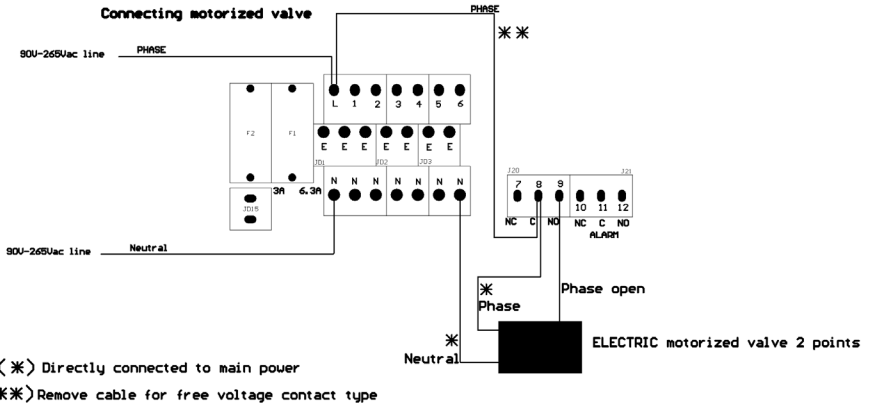 Connecting motorized valve
PHASE
**
90V-265Vac line
PHASE
L 1 2 3 4 5 6
F2 F1
E E E E E E E
JD1 JD2 JD3
N N N N N N N
3A 6.3A
JD15
J20 J21
7 8 9
10 11 12
NC C NO NC C NO
ALARM
90V-265Vac line
Neutral
*
Phase
Phase open
*
Neutral
ELECTRIC motorized valve 2 points
(*) Directly connected to main power
**) Remove cable for free voltage contact type